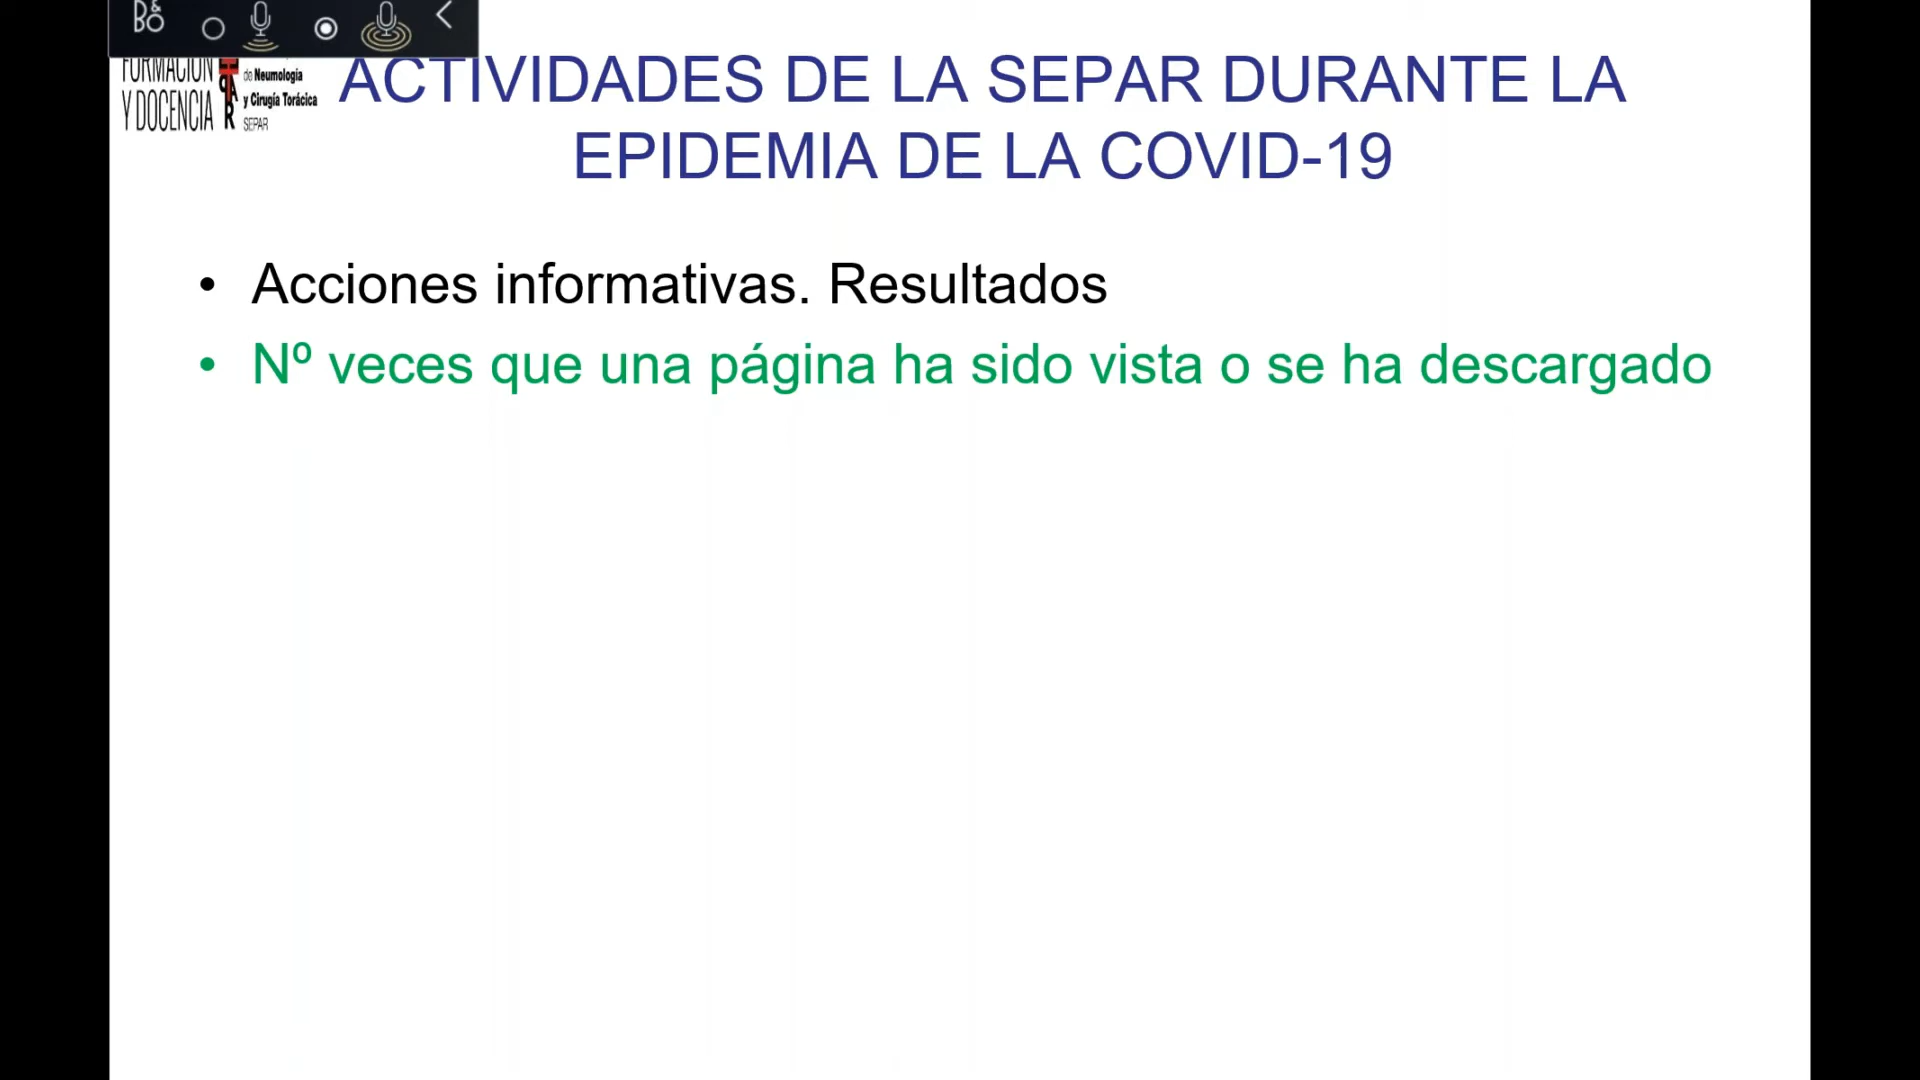 B&O
FORMACIÓN
Y DOCENCIA
de Neumología
y Cirugía Torácica
SEPAR
ACTIVIDADES DE LA SEPAR DURANTE LA
EPIDEMIA DE LA COVID-19
• Acciones informativas. Resultados
• Nº veces que una página ha sido vista o se ha descargado